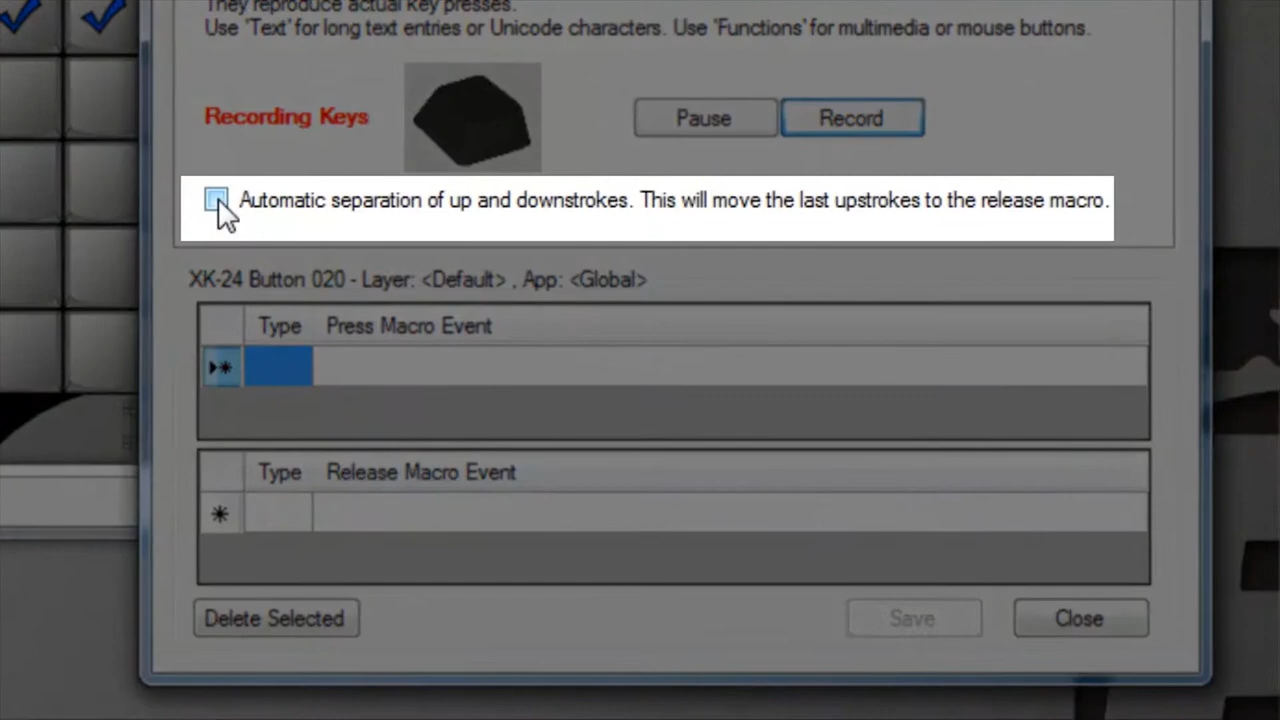 They reproduce actual key presses.
Use 'Text' for long text entries or Unicode characters. Use 'Functions' for multimedia or mouse buttons.
Recording Keys
Pause
Record
Automatic separation of up and downstrokes. This will move the last upstrokes to the release macro.
XK-24 Button 020 - Layer: <Default> , App: <Global>
Type Press Macro Event
Type Release Macro Event
Delete Selected
Save
Close